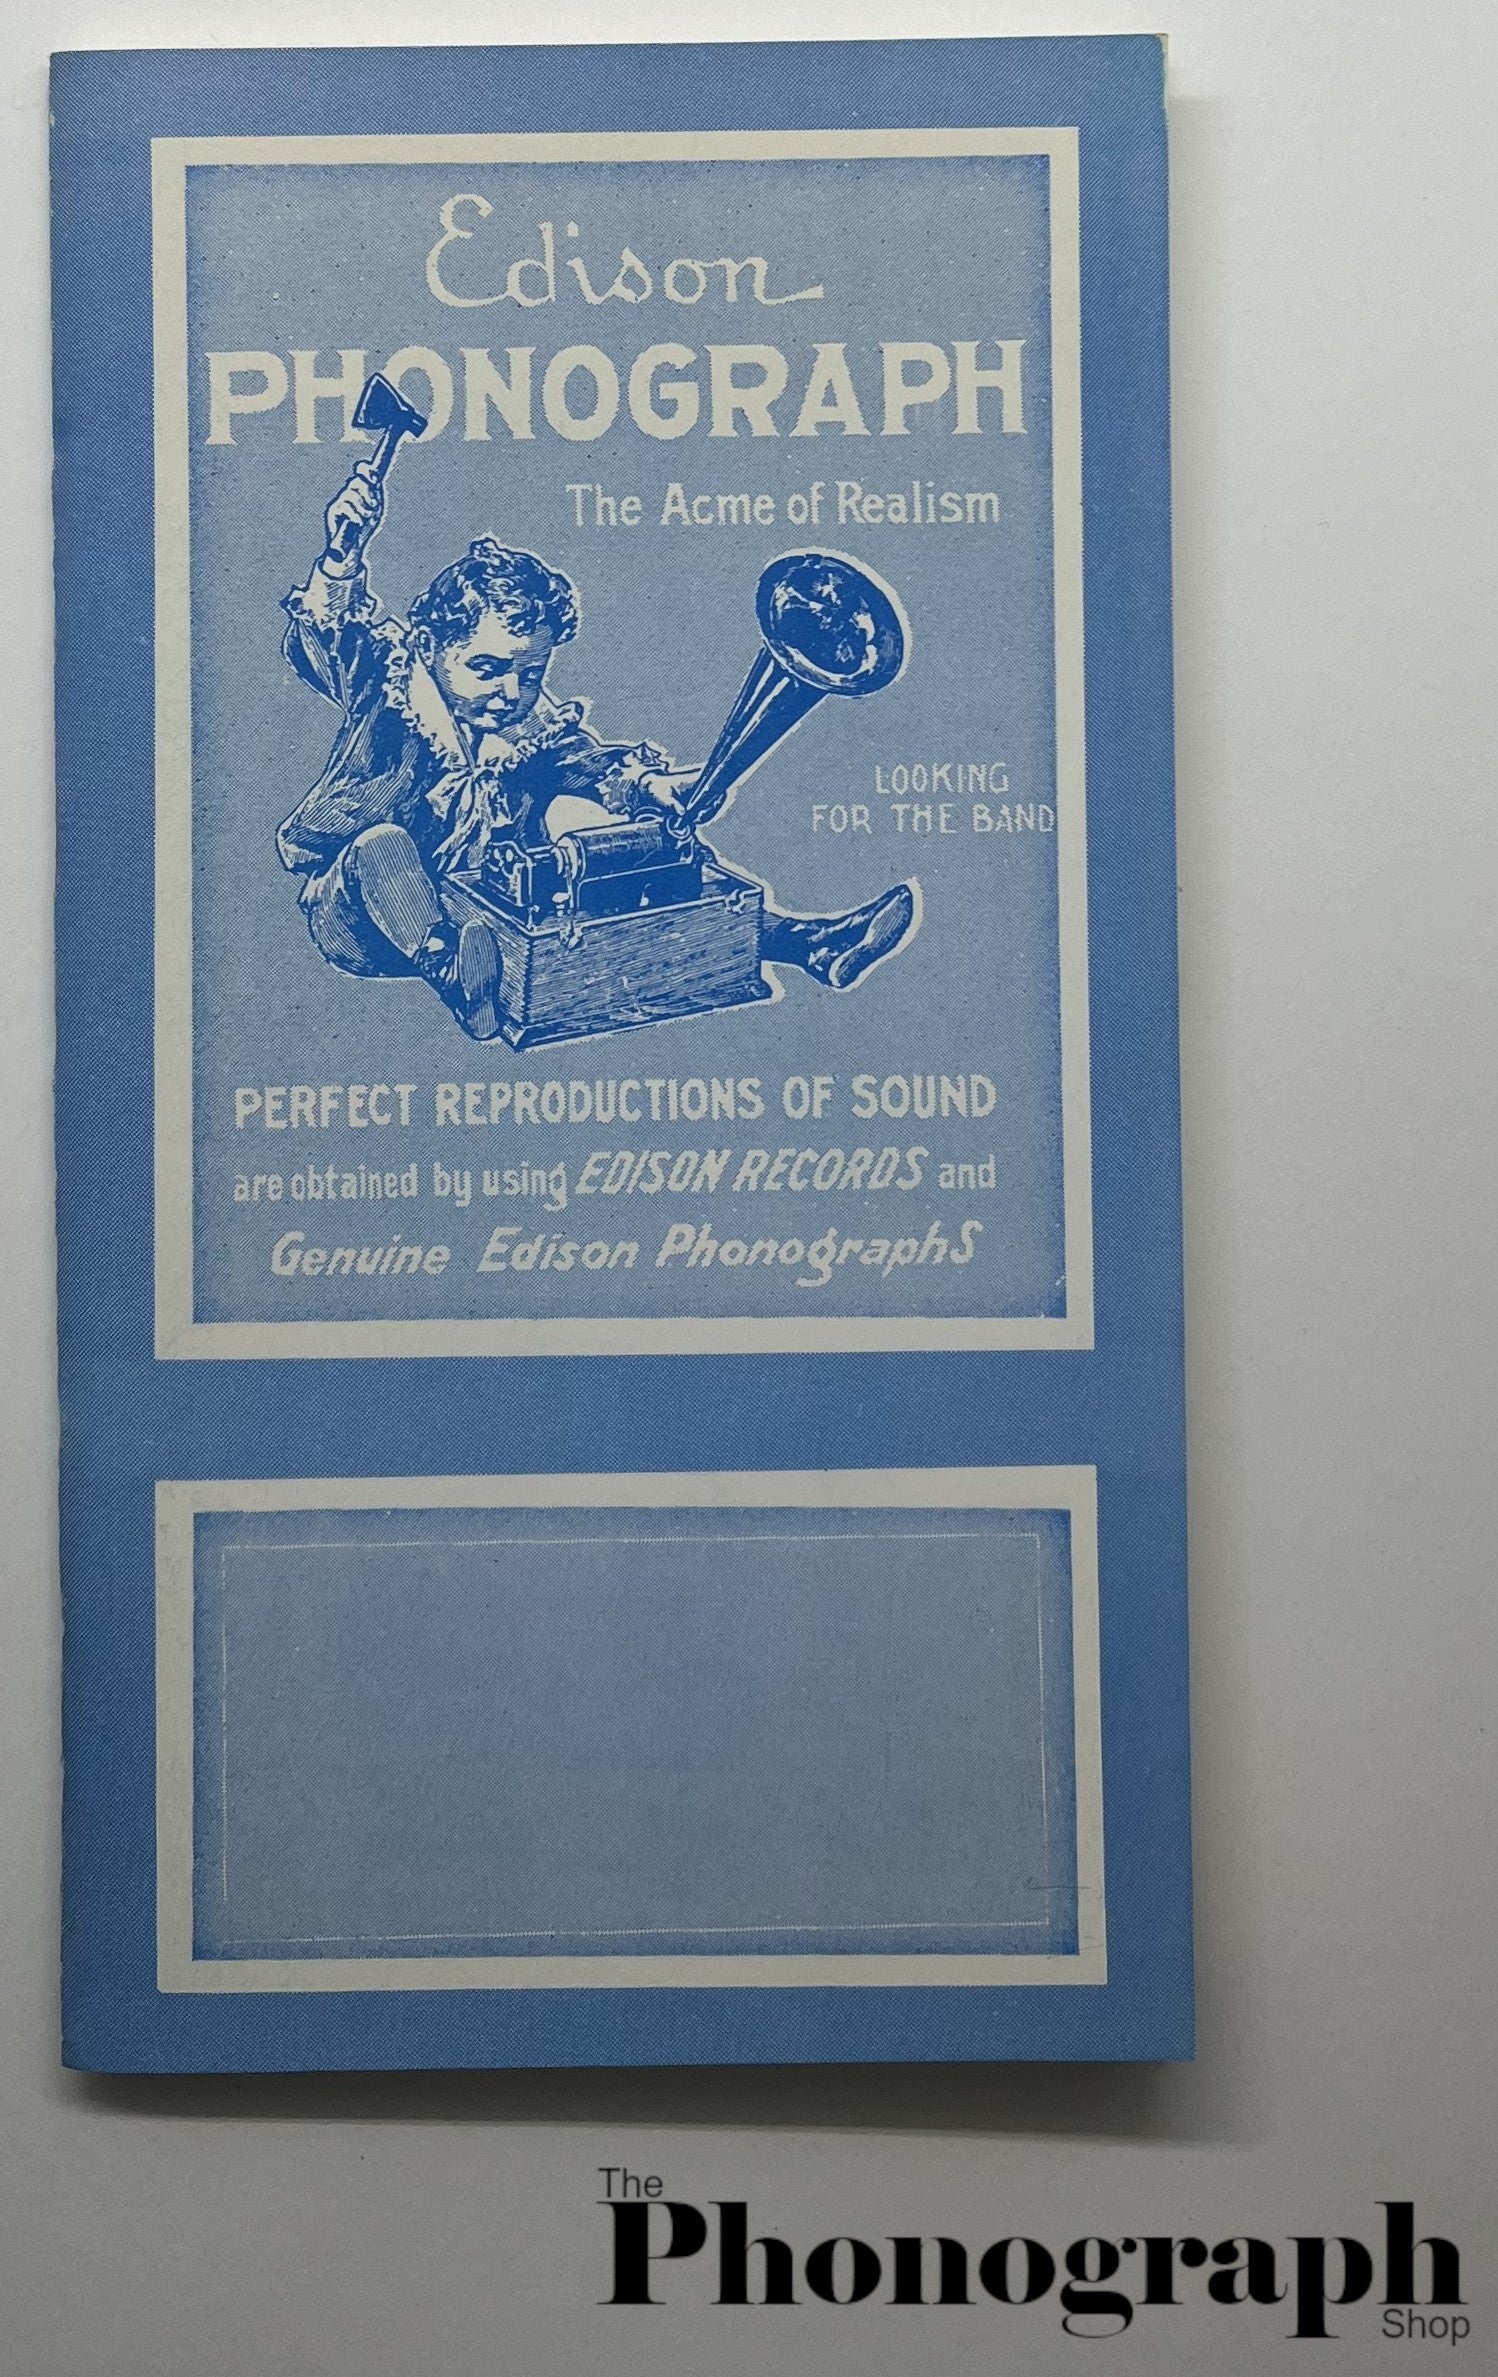 Edison
PHONOGRAPH
The Acme of Realism
LOOKING
FOR THE BAND
PERFECT REPRODUCTIONS OF SOUND
are obtained by using EDISON RECORDS and
Genuine Edison Phonographs
The
Phonograph
Shop